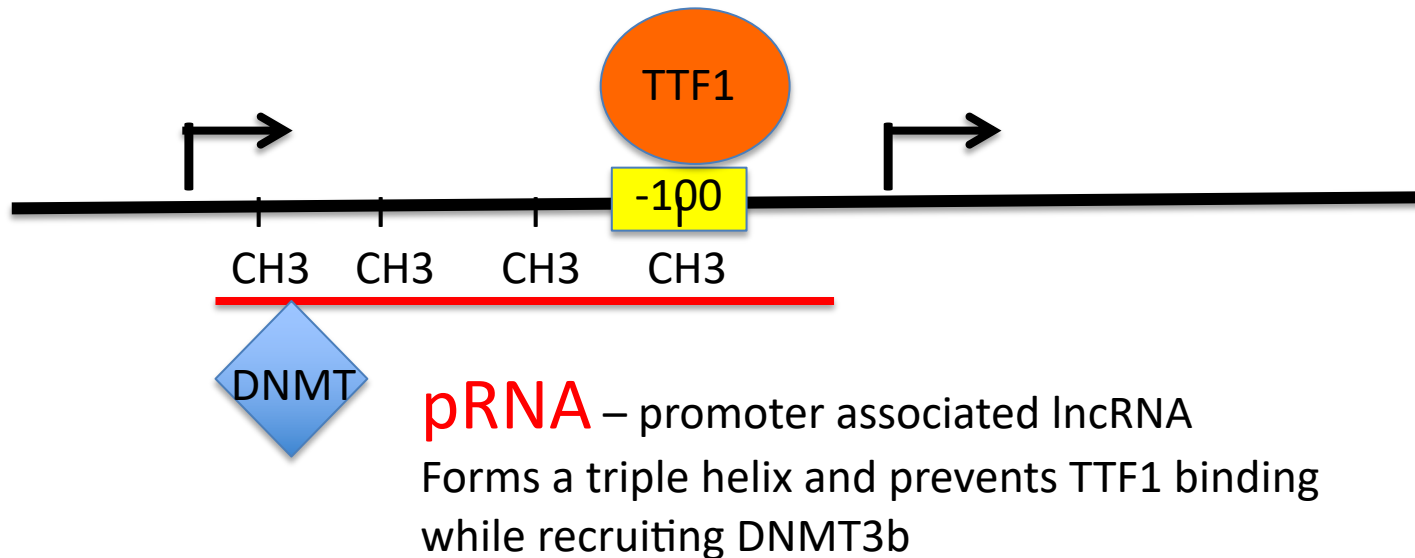 TTF1
-100
CH3 CH3 CH3 CH3
DNMT
pRNA – promoter associated lncRNA
Forms a triple helix and prevents TTF1 binding
while recruiting DNMT3b